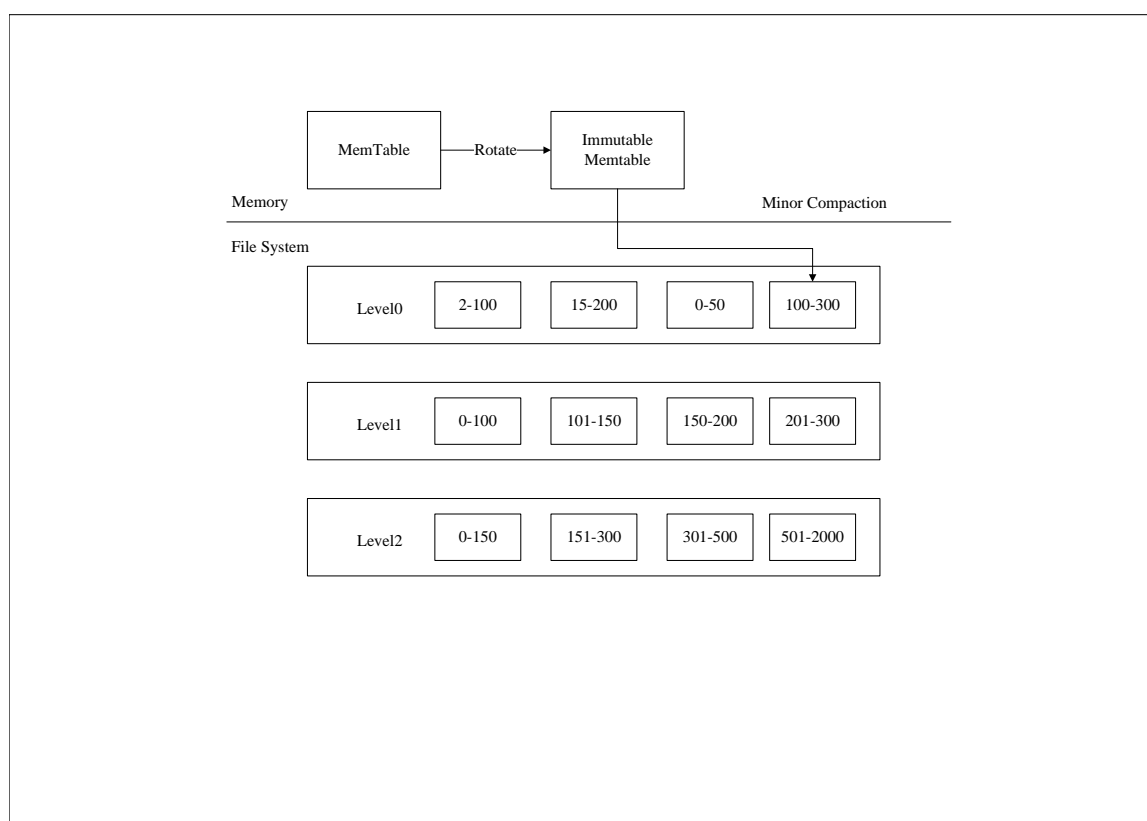 MemTable
Rotate
Immutable
Memtable
Memory
Minor Compaction
File System
Level0
2-100
15-200
0-50
100-300
Level1
0-100
101-150
150-200
201-300
Level2
0-150
151-300
301-500
501-2000